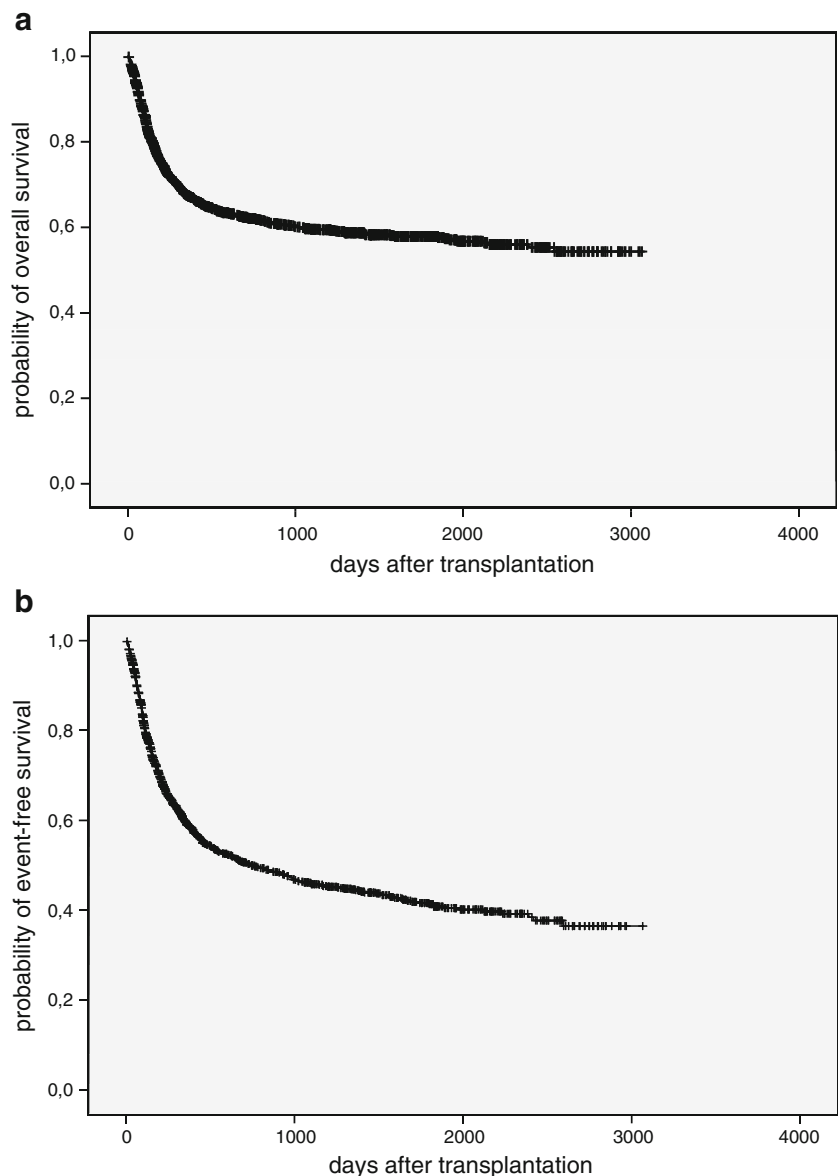 a
1,0
0,8
0,6
0,4
0,2
0,0
probability of overall survival
0 1000 2000 3000 4000
days after transplantation
b
1,0
0,8
0,6
0,4
0,2
0,0
probability of event-free survival
0 1000 2000 3000 4000
days after transplantation